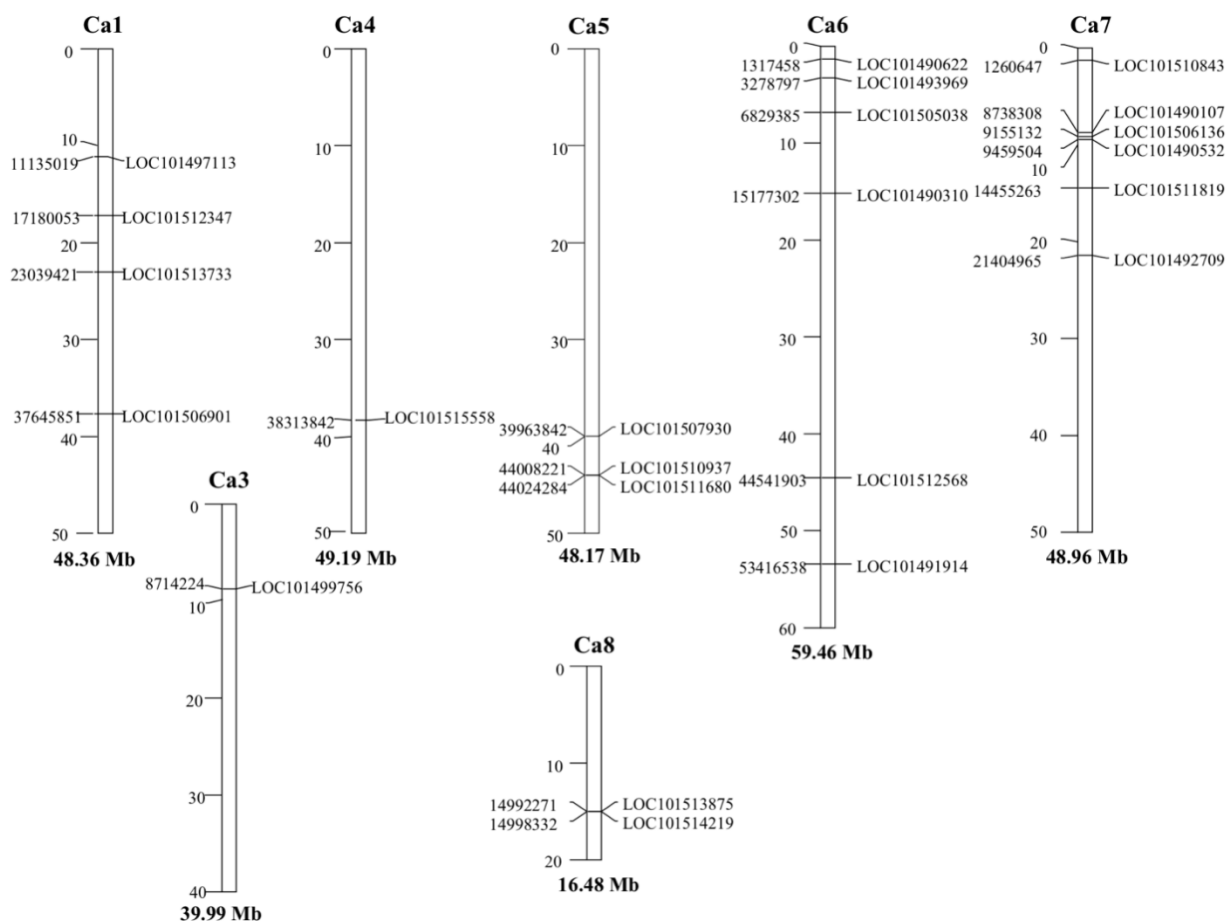 Ca1
0
10
11135019 LOC101497113
17180053 LOC101512347
20
23039421 LOC101513733
30
37645851 LOC101506901
40
50
48.36 Mb
Ca4
0
10
20
30
38313842 LOC101515558
40
50
49.19 Mb
Ca5
0
10
20
30
39963842 LOC101507930
40
44008221 LOC101510937
44024284 LOC101511680
50
48.17 Mb
Ca6
0
1317458 LOC101490622
3278797 LOC101493969
6829385 LOC101505038
10
15177302 LOC101490310
20
30
40
44541903 LOC101512568
50
53416538 LOC101491914
60
59.46 Mb
Ca7
0
1260647 LOC101510843
8738308 LOC101490107
9155132 LOC101506136
9459504 LOC101490532
10
14455263 LOC101511819
20
21404965 LOC101492709
30
40
50
48.96 Mb
Ca3
0
8714224 LOC101499756
10
20
30
40
39.99 Mb
Ca8
0
10
14992271 LOC101513875
14998332 LOC101514219
20
16.48 Mb